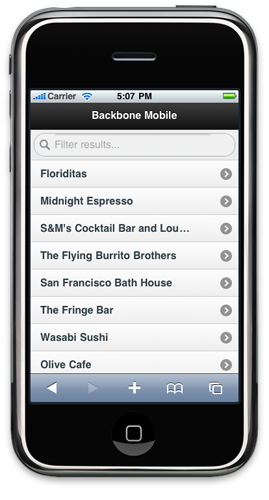 Carrier 5:07 PM
Backbone Mobile
Filter results...
Floriditas
Midnight Espresso
S&M's Cocktail Bar and Lou...
The Flying Burrito Brothers
San Francisco Bath House
The Fringe Bar
Wasabi Sushi
Olive Cafe